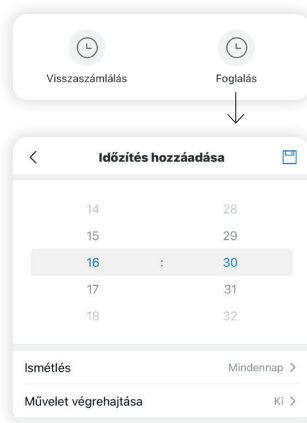 Visszaszámlálás Foglalás
Időzítés hozzáadása
14 28
15 29
16 : 30
17 31
18 32
Ismétlés Mindennap
Művelet végrehajtása Ki